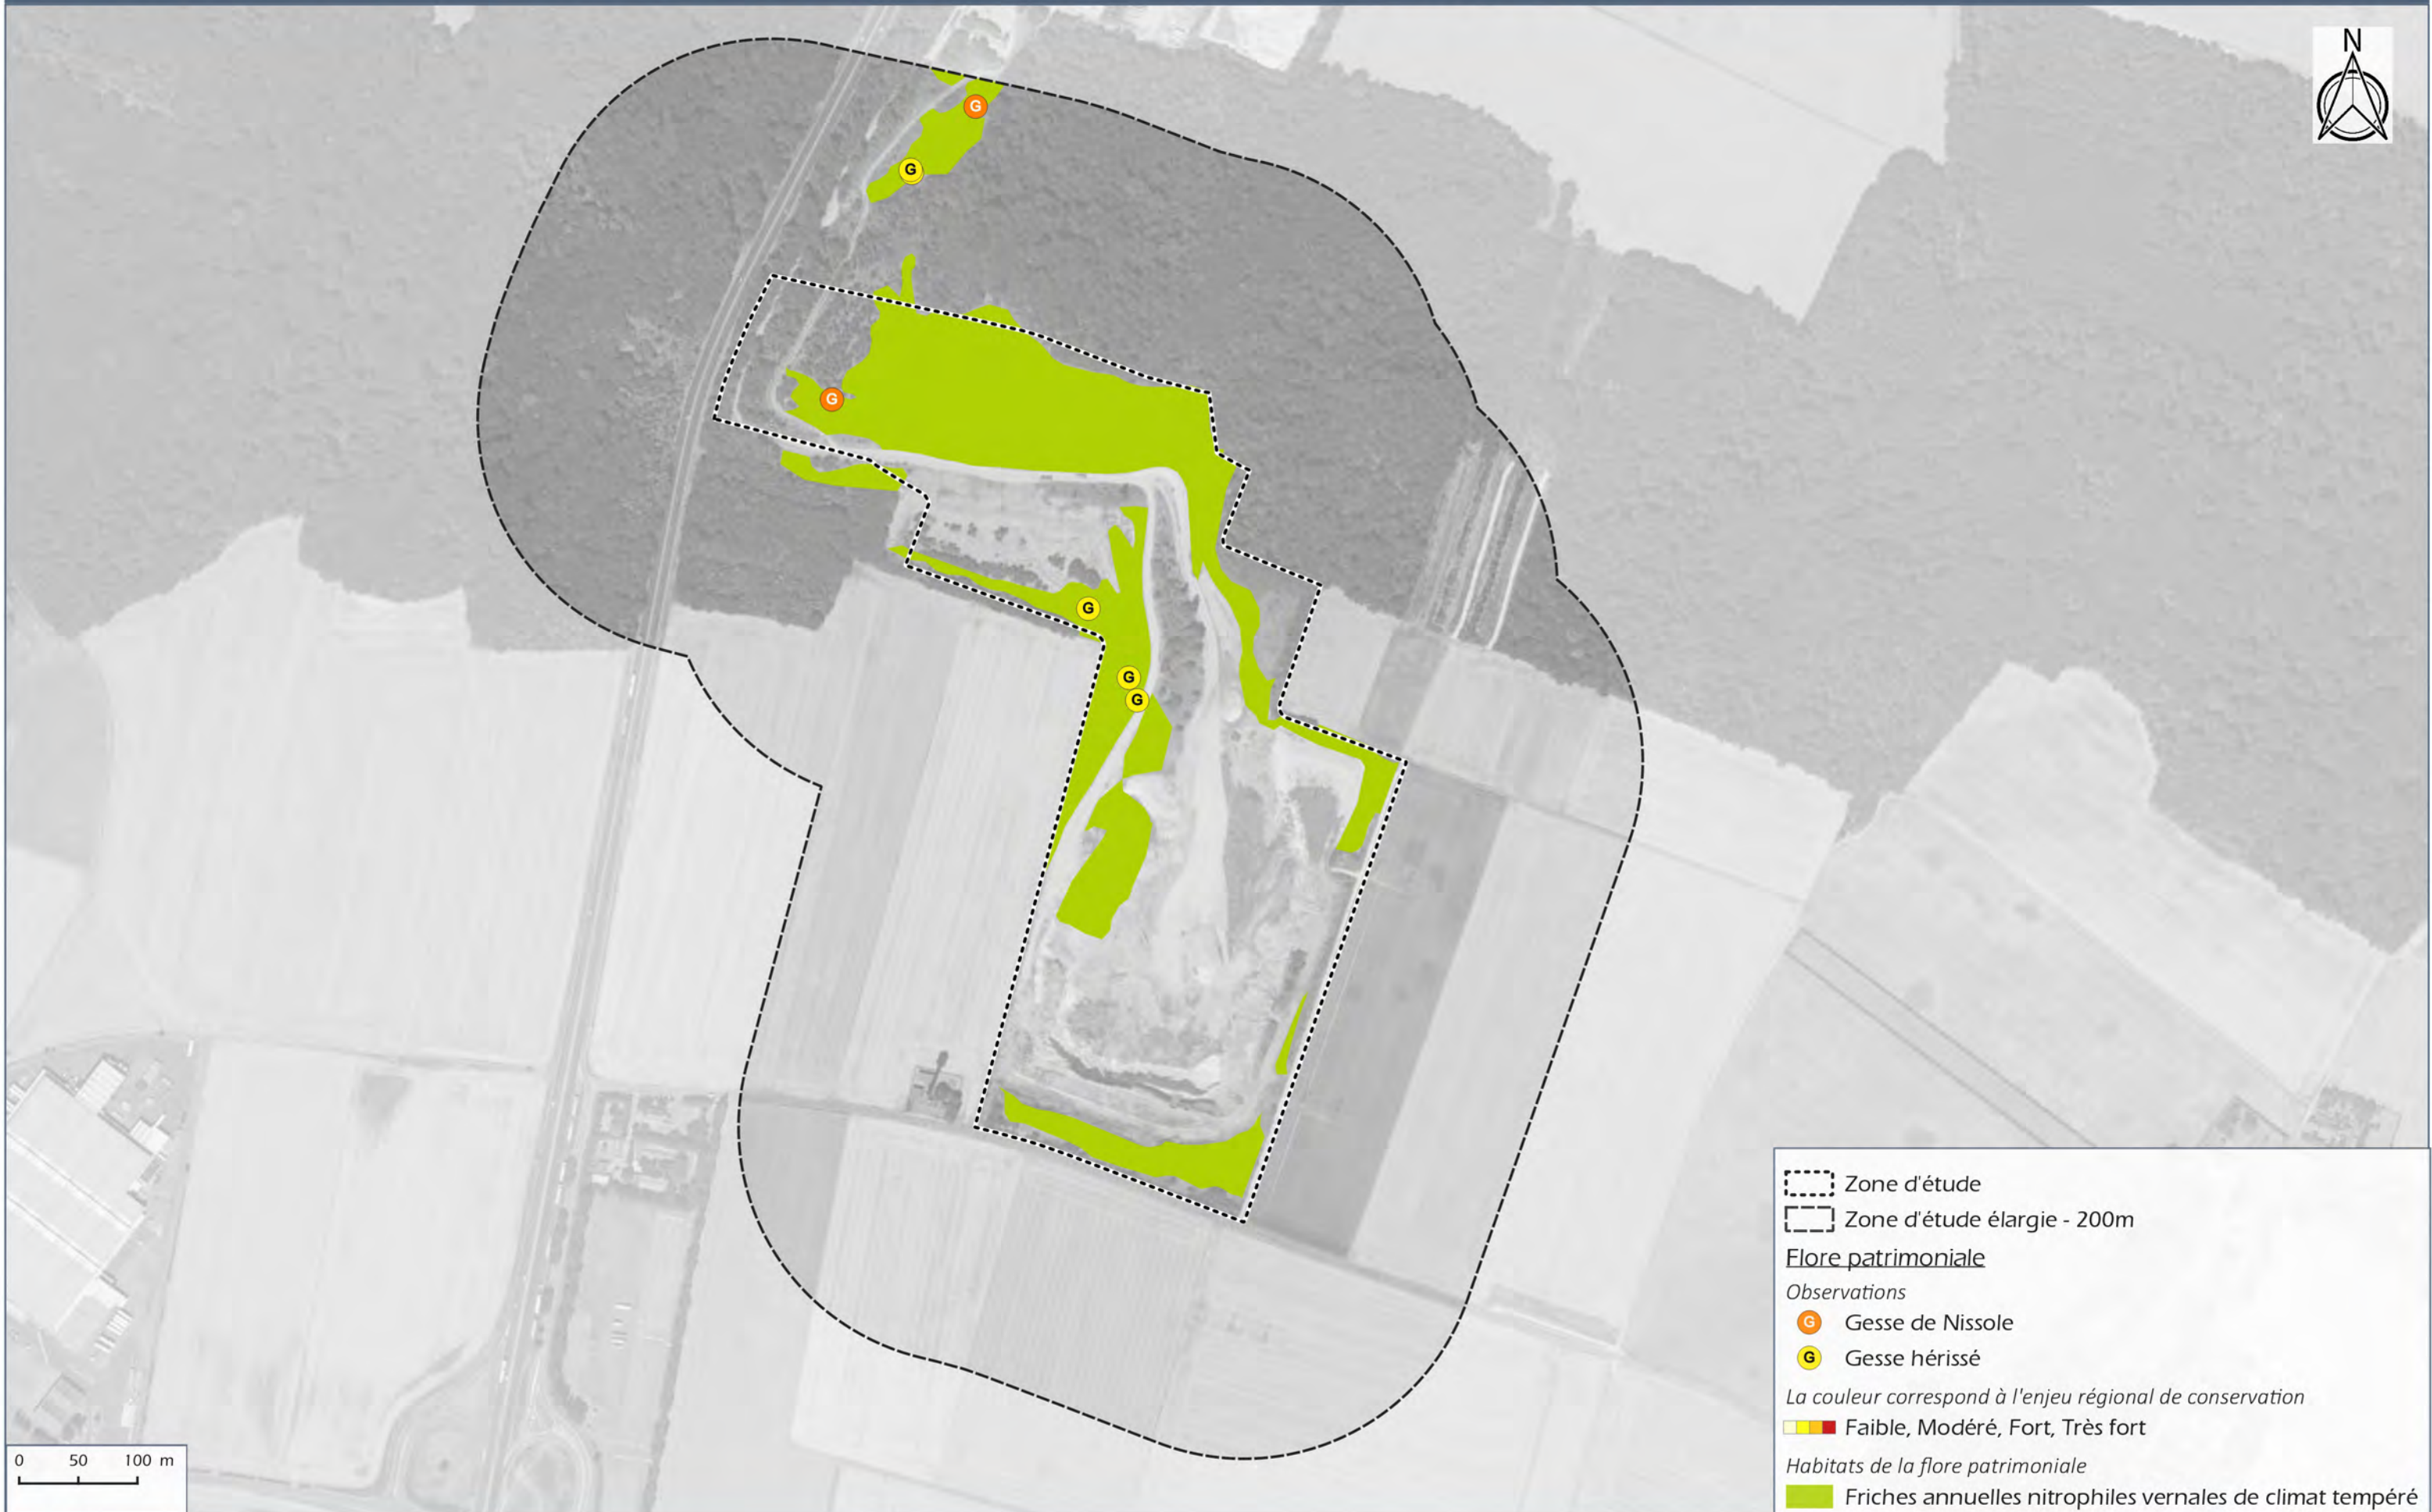 N
G
G
G
G
G
G
Zone d'étude
Zone d'étude élargie - 200m
Flore patrimoniale
Observations
G Gesse de Nissole
G Gesse hérissé
La couleur correspond à l'enjeu régional de conservation
Faible, Modéré, Fort, Très fort
Habitats de la flore patrimoniale
Friches annuelles nitrophiles vernales de climat tempéré
0 50 100 m